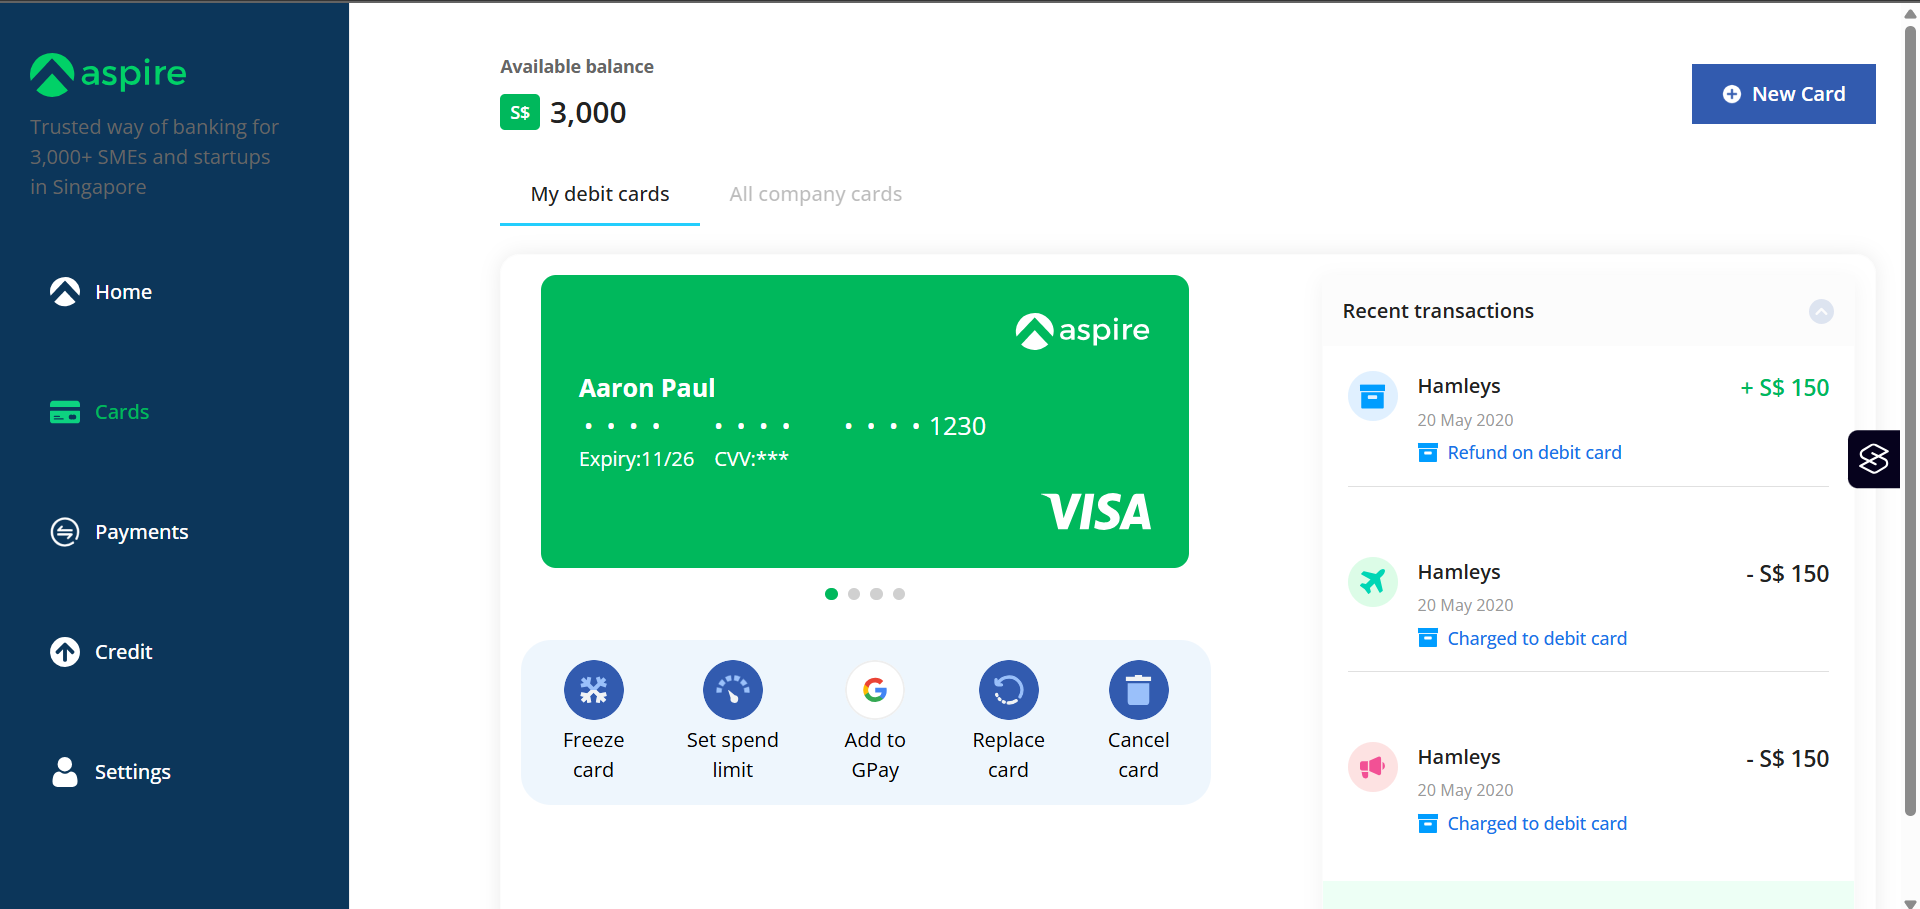 aspire
Trusted way of banking for
3,000+ SMEs and startups
in Singapore
Home
Cards
Payments
Credit
Settings
Available balance
S$ 3,000
New Card
My debit cards
All company cards
aspire
Aaron Paul
• • • • • • • • • • • • 1230
Expiry:11/26 CVV:***
VISA
Freeze
card
Set spend
limit
Add to
GPay
Replace
card
Cancel
card
Recent transactions
Hamleys
+ S$ 150
20 May 2020
Refund on debit card
Hamleys
- S$ 150
20 May 2020
Charged to debit card
Hamleys
- S$ 150
20 May 2020
Charged to debit card